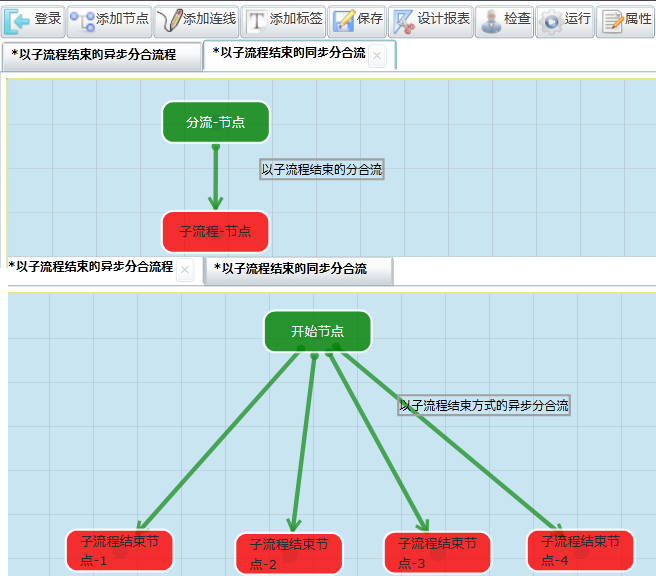 登录 添加节点 添加连线 添加标签 保存 设计报表 检查 运行 属性
*以子流程结束的异步分合流程 *以子流程结束的同步分合流
分流-节点
以子流程结束的分合流
子流程-节点
*以子流程结束的异步分合流程 *以子流程结束的同步分合流
开始节点
以子流程结束方式的异步分合流
子流程结束节
点-1
子流程结束节
点-2
子流程结束节
点-3
子流程结束节
点-4